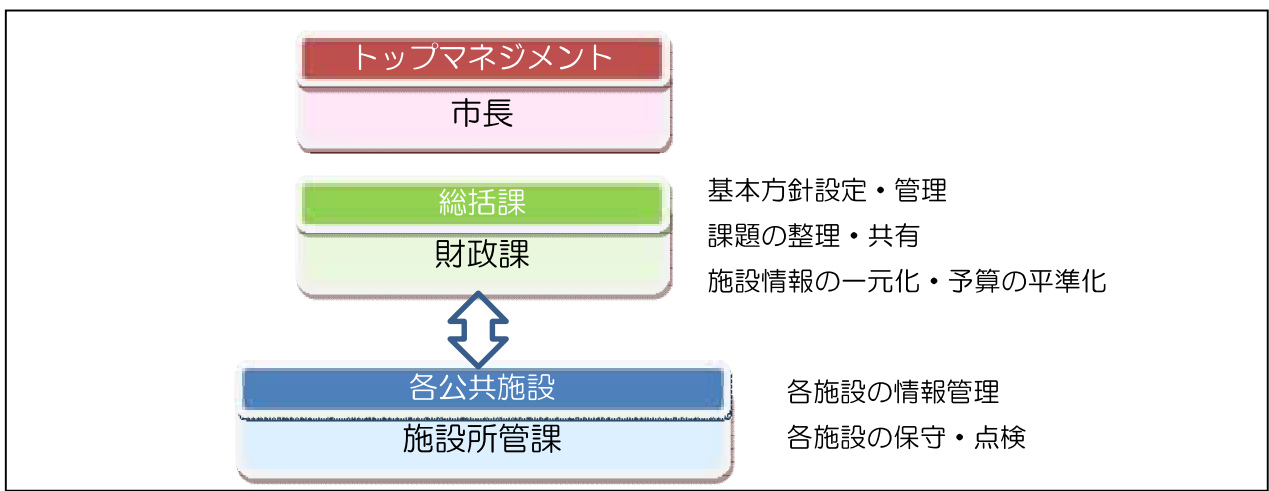 トップマネジメント
市長
総括課
財政課
基本方針設定・管理
課題の整理・共有
施設情報の一元化・予算の平準化
各公共施設
施設所管課
各施設の情報管理
各施設の保守・点検